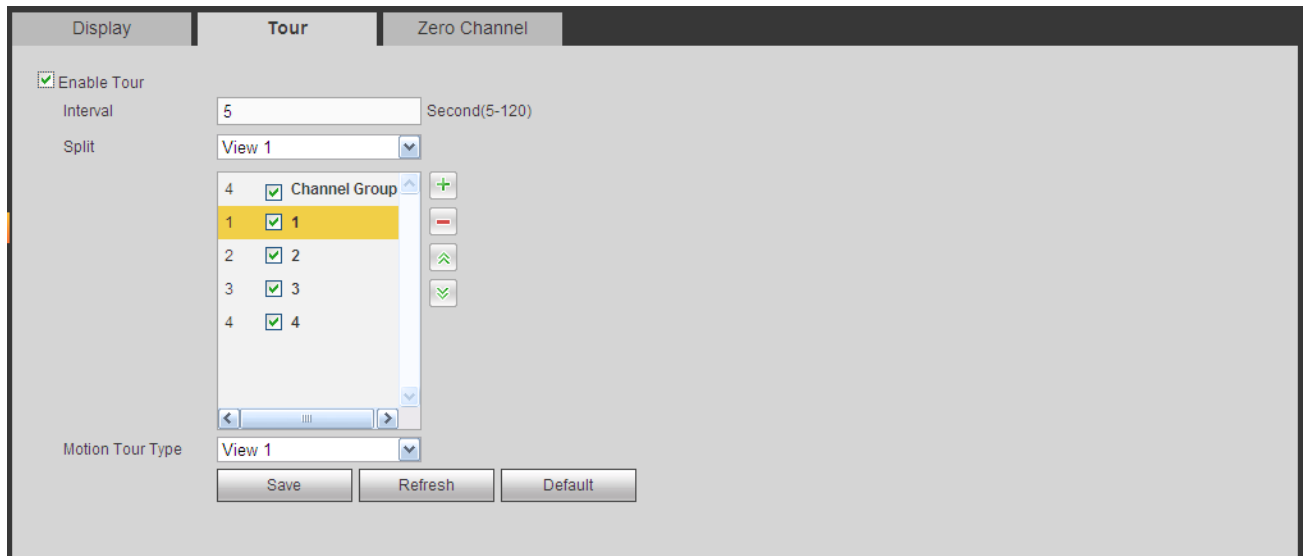 Display Tour Zero Channel
Enable Tour
Interval 5 Second(5-120)
Split View 1
4 Channel Group
1 1
2 2
3 3
4 4
Motion Tour Type View 1
Save Refresh Default